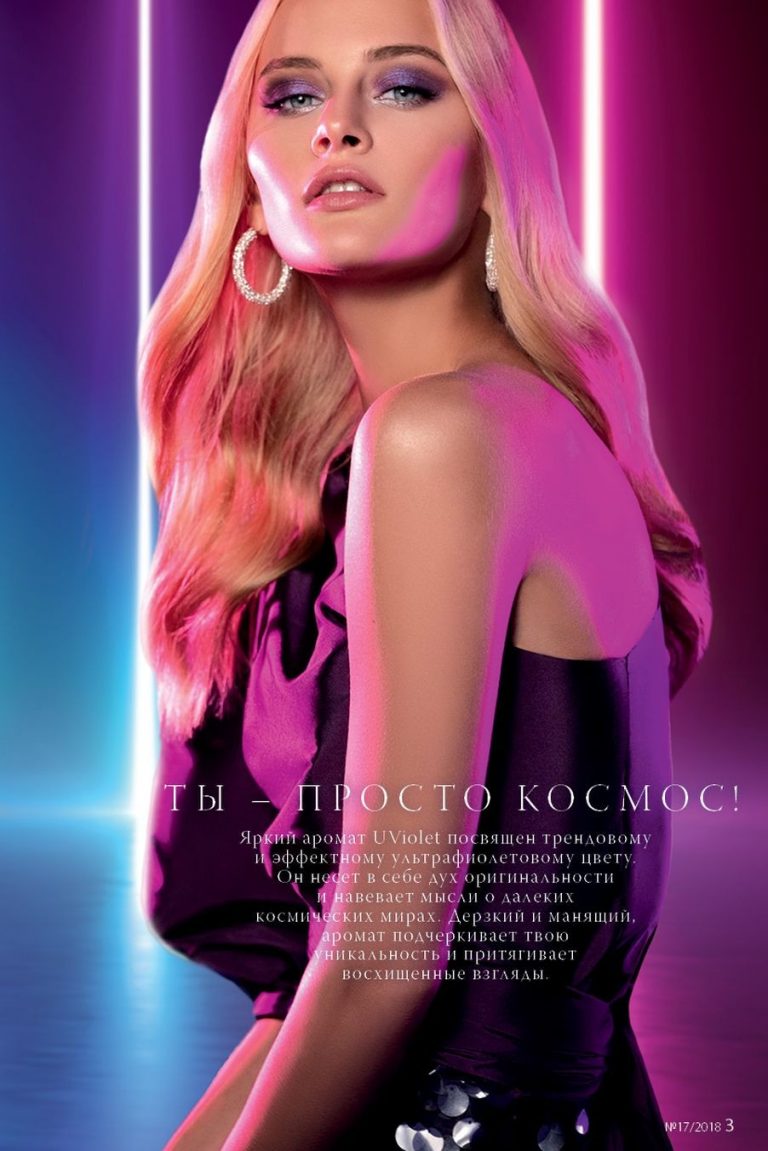 ТЫ – ПРОСТО КОСМОС!
Яркий аромат UViolet посвящен трендовому
и эффектному ультрафиолетовому цвету.
Он несет в себе дух оригинальности
и навевает мысли о далеких
космических мирах. Дерзкий и манящий,
аромат подчеркивает твою
уникальность и притягивает
восхищенные взгляды.
№17/2018 3